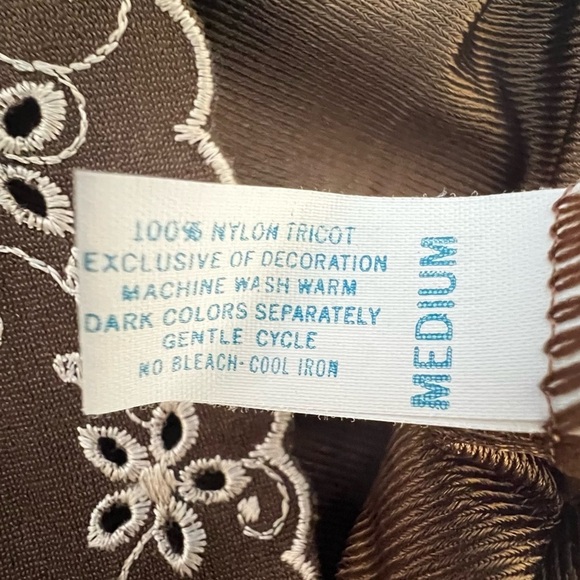 100% NYLON TRICOT
EXCLUSIVE OF DECORATION
MACHINE WASH WARM
DARK COLORS SEPARATELY
GENTLE CYCLE
NO BLEACH-COOL IRON
MEDIUM